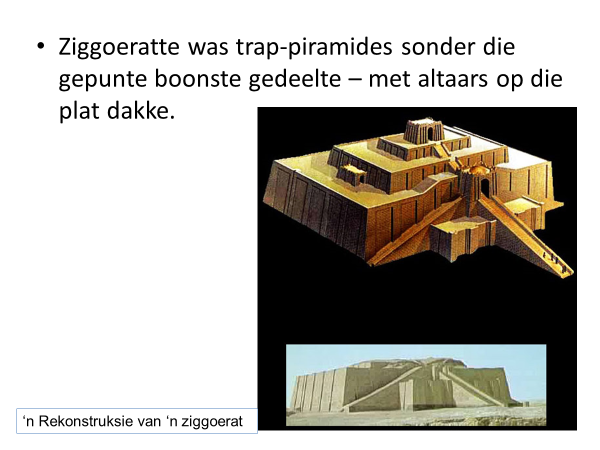 • Ziggoeratte was trap-piramides sonder die
gepunte boonste gedeelte – met altaars op die
plat dakke.
‘n Rekonstruksie van ‘n ziggoerat